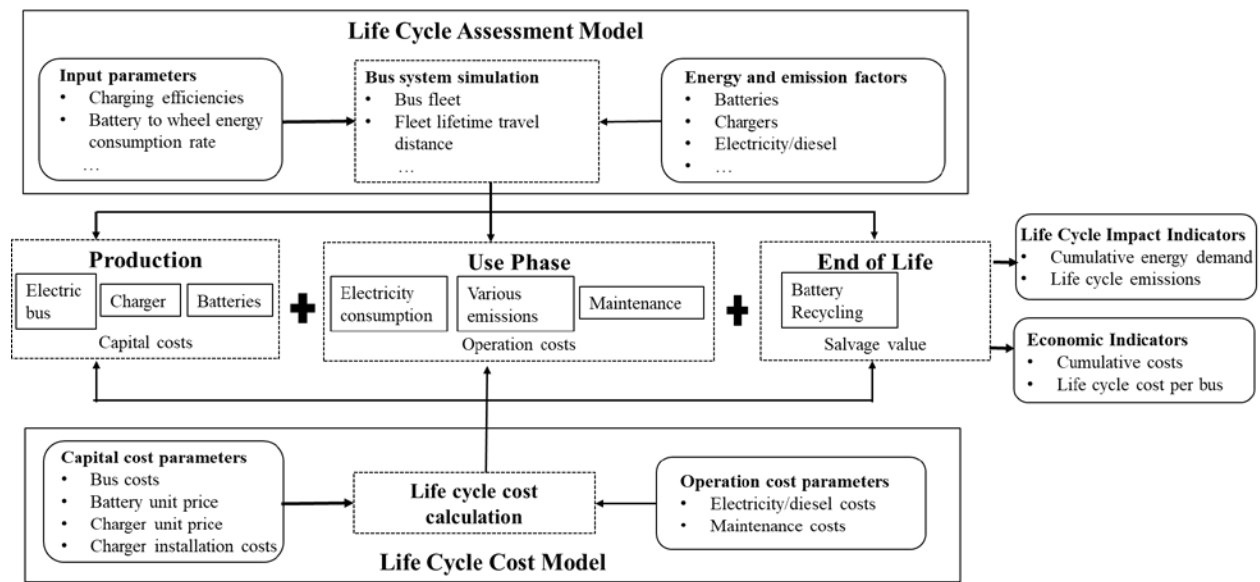 Life Cycle Assessment Model
Input parameters
• Charging efficiencies
• Battery to wheel energy
consumption rate
…
Bus system simulation
• Bus fleet
• Fleet lifetime travel
distance
…
Energy and emission factors
• Batteries
• Chargers
• Electricity/diesel
• …
Production
Electric
bus
Charger
Batteries
Capital costs
Use Phase
Electricity
consumption
Various
emissions
Maintenance
Operation costs
End of Life
Battery
Recycling
Salvage value
Life Cycle Impact Indicators
• Cumulative energy demand
• Life cycle emissions
Economic Indicators
• Cumulative costs
• Life cycle cost per bus
Capital cost parameters
• Bus costs
• Battery unit price
• Charger unit price
• Charger installation costs
Life cycle cost
calculation
Operation cost parameters
• Electricity/diesel costs
• Maintenance costs
Life Cycle Cost Model